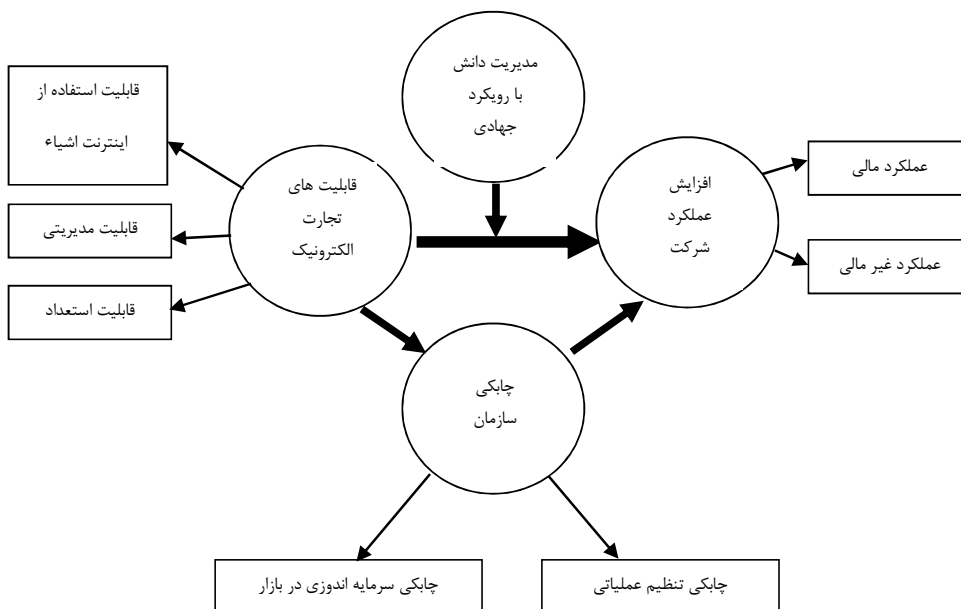 مدیریت دانش
با رویکرد
جهادی
قابلیت استفاده از
اینترنت اشیاء
قابلیت مدیریتی
قابلیت استعداد
قابلیت های
تجارت
الکترونیک
افزایش
عملکرد
شرکت
عملکرد مالی
عملکرد غیر مالی
چابکی
سازمان
چابکی سرمایه اندوزی در بازار
چابکی تنظیم عملیاتی